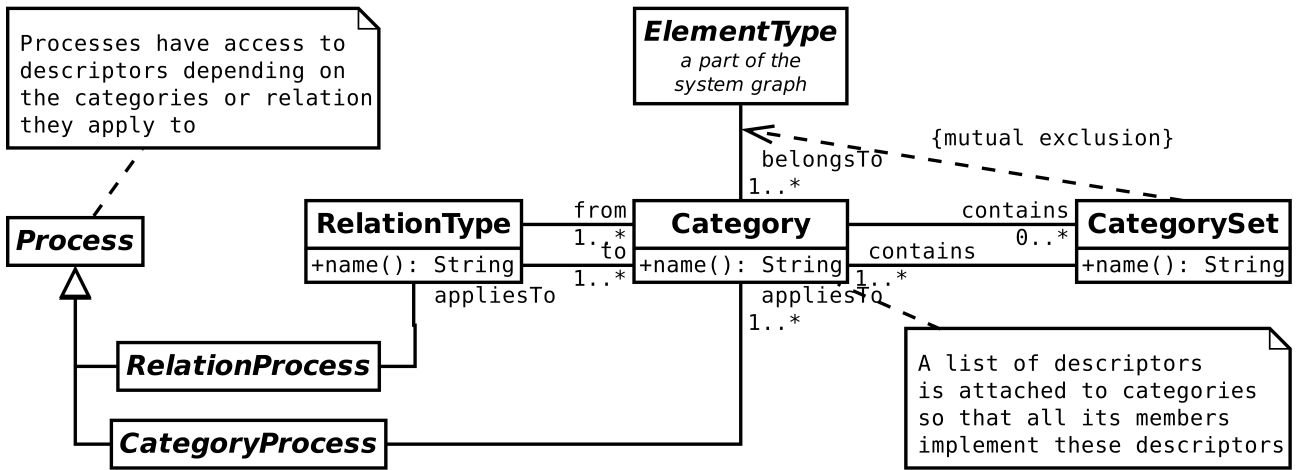 Processes have access to
descriptors depending on
the categories or relation
they apply to
ElementType
a part of the
system graph
{mutual exclusion}
belongsTo
1..*
Process
RelationType
+name(): String
from
1..*
to
1..*
Category
+name(): String
contains
0..*
contains
1..*
CategorySet
+name(): String
appliesTo
appliesTo
1..*
RelationProcess
CategoryProcess
A list of descriptors
is attached to categories
so that all its members
implement these descriptors